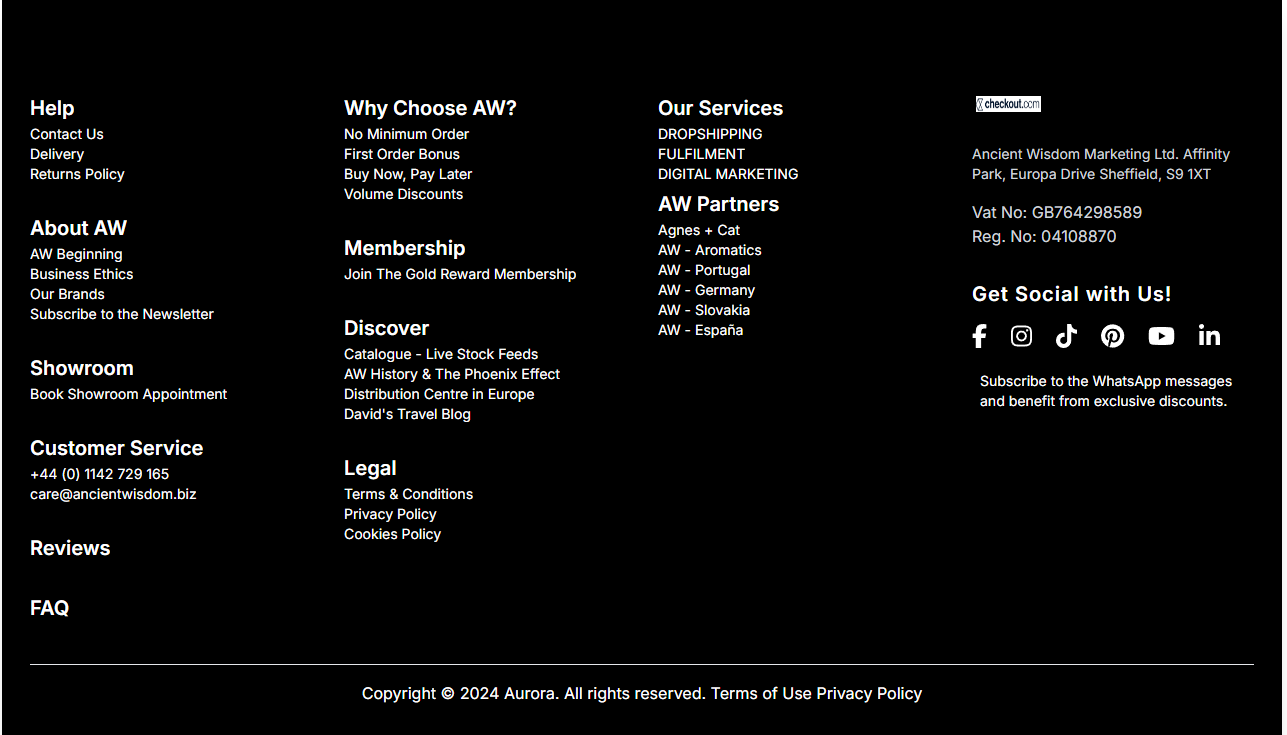 Help
Contact Us
Delivery
Returns Policy
About AW
AW Beginning
Business Ethics
Our Brands
Subscribe to the Newsletter
Showroom
Book Showroom Appointment
Customer Service
+44 (0) 1142 729 165
care@ancientwisdom.biz
Reviews
FAQ
Why Choose AW?
No Minimum Order
First Order Bonus
Buy Now, Pay Later
Volume Discounts
Membership
Join The Gold Reward Membership
Discover
Catalogue - Live Stock Feeds
AW History & The Phoenix Effect
Distribution Centre in Europe
David's Travel Blog
Legal
Terms & Conditions
Privacy Policy
Cookies Policy
Our Services
DROPSHIPPING
FULFILMENT
DIGITAL MARKETING
AW Partners
Agnes + Cat
AW - Aromatics
AW - Portugal
AW - Germany
AW - Slovakia
AW - España
checkout.com
Ancient Wisdom Marketing Ltd. Affinity
Park, Europa Drive Sheffield, S9 1XT
Vat No: GB764298589
Reg. No: 04108870
Get Social with Us!
Subscribe to the WhatsApp messages
and benefit from exclusive discounts.
Copyright © 2024 Aurora. All rights reserved. Terms of Use Privacy Policy